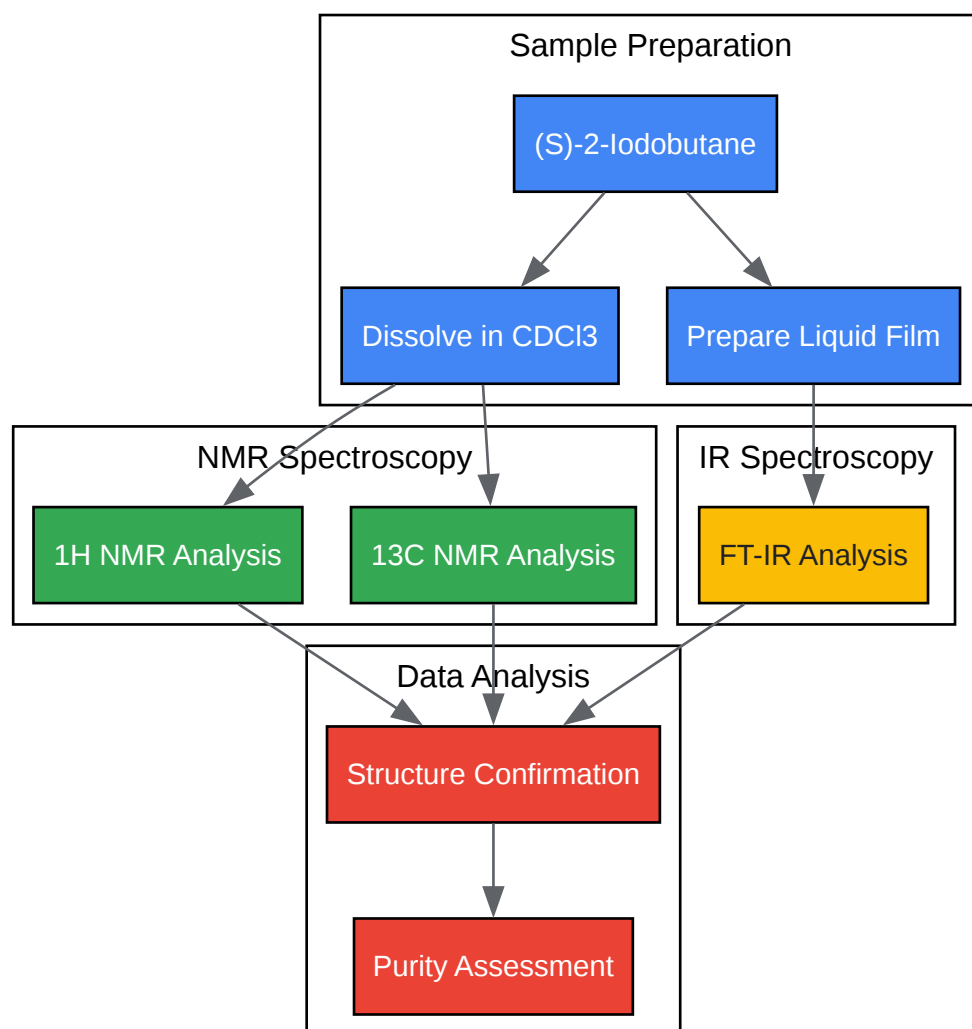 Sample Preparation
(S)-2-Iodobutane
Dissolve in CDCl3
Prepare Liquid Film
NMR Spectroscopy
IR Spectroscopy
1H NMR Analysis
13C NMR Analysis
FT-IR Analysis
Data Analysis
Structure Confirmation
Purity Assessment